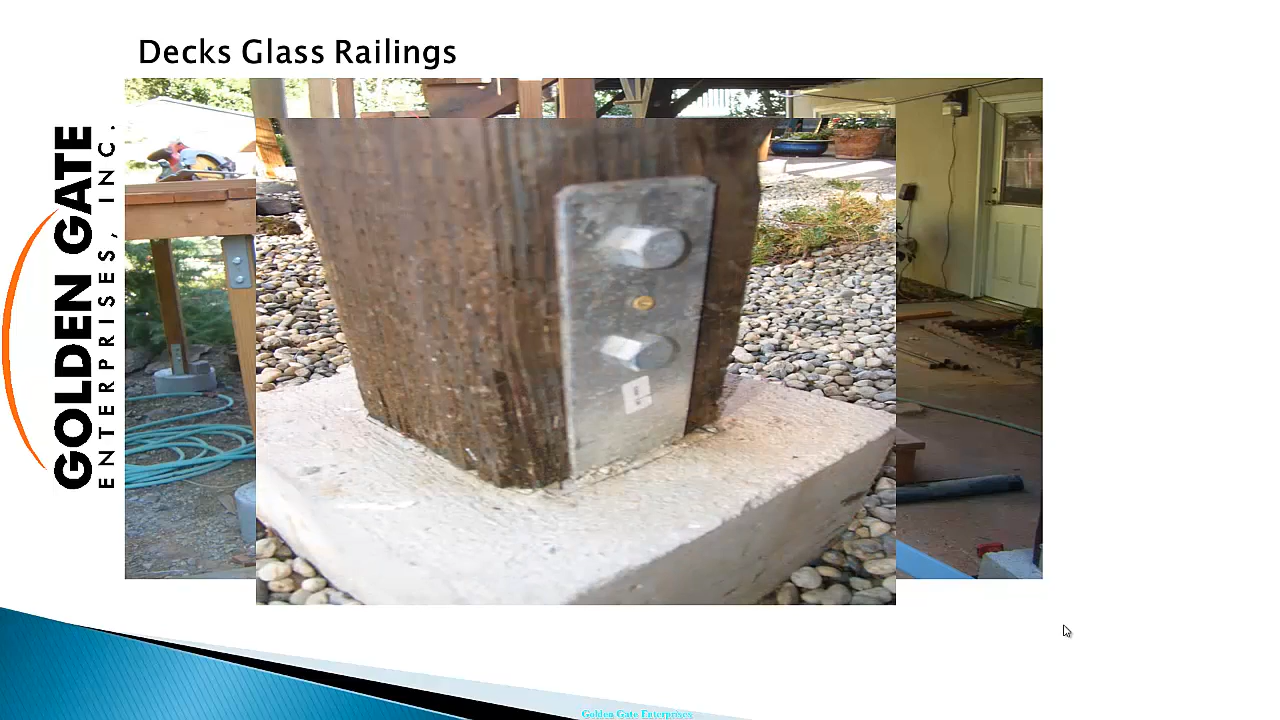 Decks Glass Railings
GOLDEN GATE
ENTERPRISES, INC.
Golden Gate Enterprises